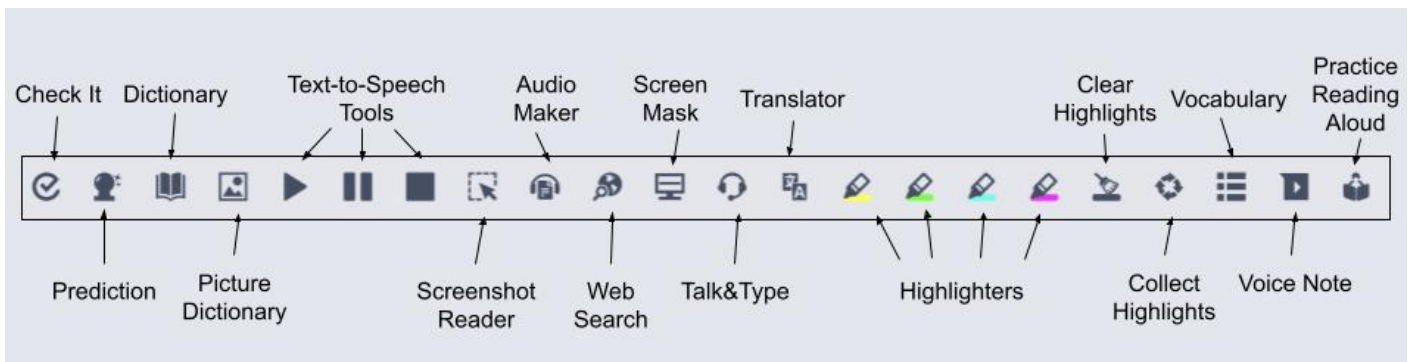 Check It
Dictionary
Text-to-Speech
Tools
Audio
Maker
Screen
Mask
Translator
Clear
Highlights
Vocabulary
Practice
Reading
Aloud
Prediction
Picture
Dictionary
Screenshot
Reader
Web
Search
Talk&Type
Highlighters
Collect
Highlights
Voice Note